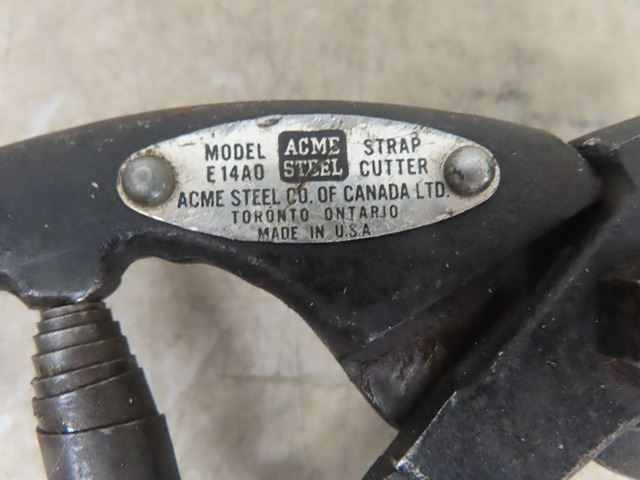 MODEL ACME STRAP
E14A0 STEEL CUTTER
ACME STEEL CO. OF CANADA LTD.
TORONTO ONTARIO
MADE IN U.S.A.